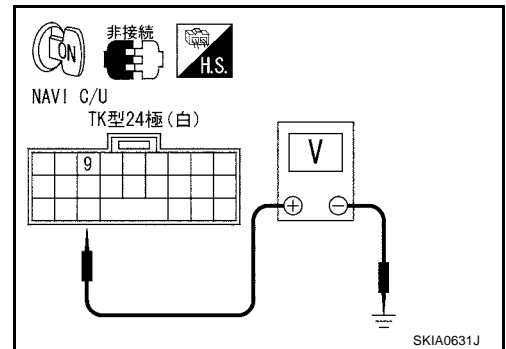 ON
非接続
H.S.
NAVI C/U
TK型24極(白)
9
V
+ -
SKIA0631J